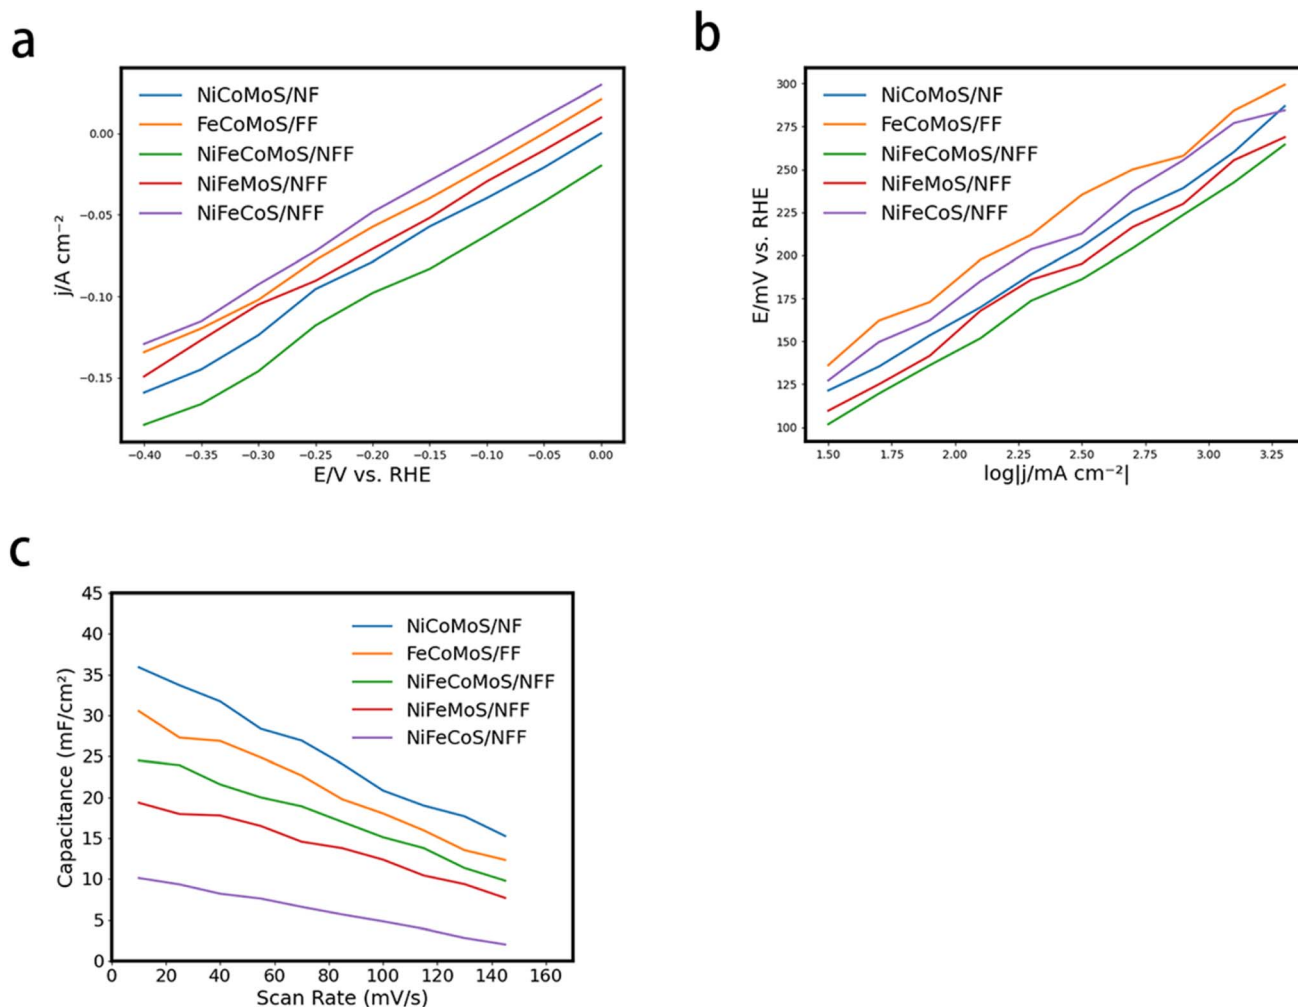 a
NiCoMoS/NF
FeCoMoS/FF
NiFeCoMoS/NFF
NiFeMoS/NFF
NiFeCoS/NFF
0.00
−0.05
−0.10
−0.15
j/A cm⁻²
−0.40 −0.35 −0.30 −0.25 −0.20 −0.15 −0.10 −0.05 0.00
E/V vs. RHE
b
NiCoMoS/NF
FeCoMoS/FF
NiFeCoMoS/NFF
NiFeMoS/NFF
NiFeCoS/NFF
300
275
250
225
200
175
150
125
100
E/mV vs. RHE
1.50 1.75 2.00 2.25 2.50 2.75 3.00 3.25
log|j/mA cm⁻²|
c
NiCoMoS/NF
FeCoMoS/FF
NiFeCoMoS/NFF
NiFeMoS/NFF
NiFeCoS/NFF
45
40
35
30
25
20
15
10
5
0
Capacitance (mF/cm²)
0 20 40 60 80 100 120 140 160
Scan Rate (mV/s)